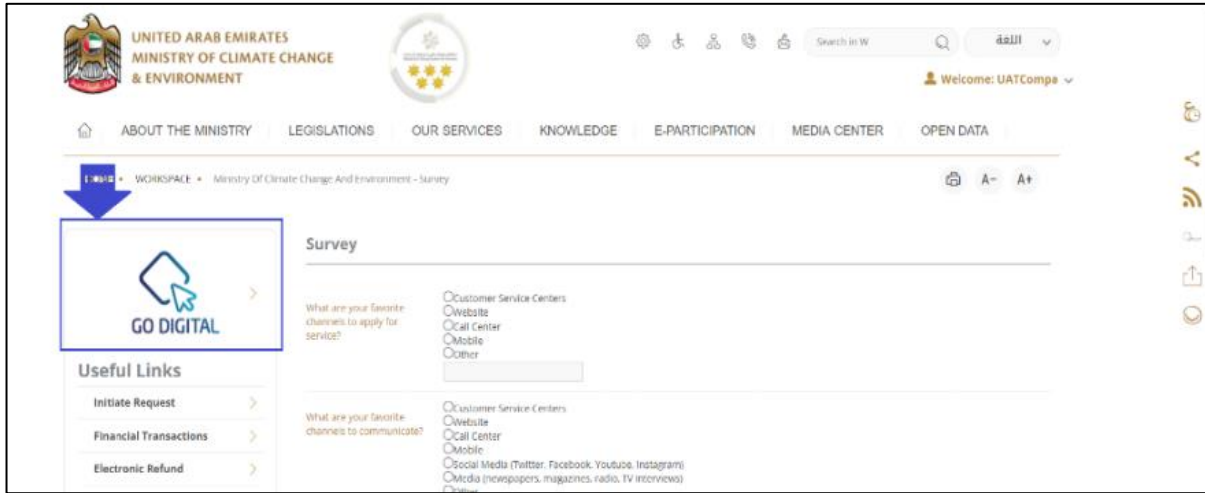 UNITED ARAB EMIRATES
MINISTRY OF CLIMATE CHANGE
& ENVIRONMENT
Search in W
اللغة
Welcome: UATCompa
ABOUT THE MINISTRY LEGISLATIONS OUR SERVICES KNOWLEDGE E-PARTICIPATION MEDIA CENTER OPEN DATA
WORKSPACE • Ministry Of Climate Change And Environment - Survey
A- A+
GO DIGITAL
Useful Links
Initiate Request
Financial Transactions
Electronic Refund
Survey
What are your favorite
channels to apply for
service?
Customer Service Centers
Website
Call Center
Mobile
Other
What are your favorite
channels to communicate?
Customer Service Centers
Website
Call Center
Mobile
Social Media (Twitter, Facebook, Youtube, Instagram)
Media (newspapers, magazines, radio, TV interviews)
Other